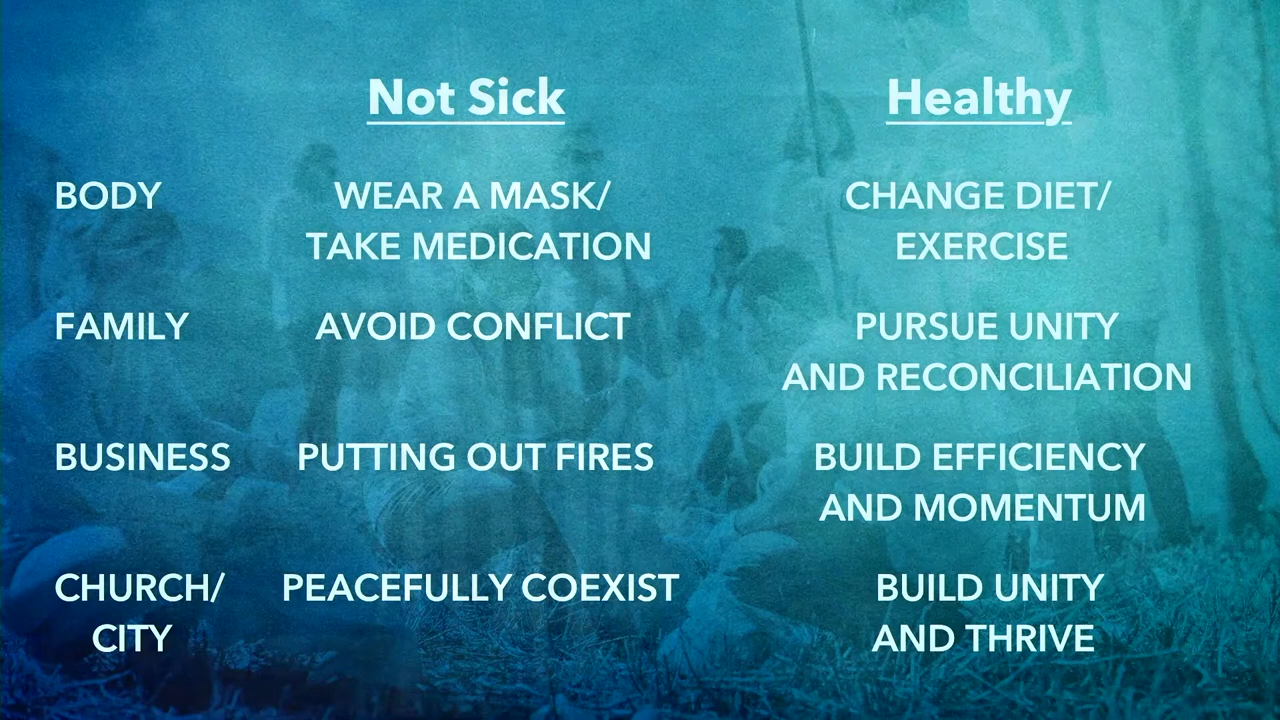 Not Sick Healthy
BODY WEAR A MASK/ CHANGE DIET/
TAKE MEDICATION EXERCISE
FAMILY AVOID CONFLICT PURSUE UNITY
AND RECONCILIATION
BUSINESS PUTTING OUT FIRES BUILD EFFICIENCY
AND MOMENTUM
CHURCH/ PEACEFULLY COEXIST BUILD UNITY
CITY AND THRIVE